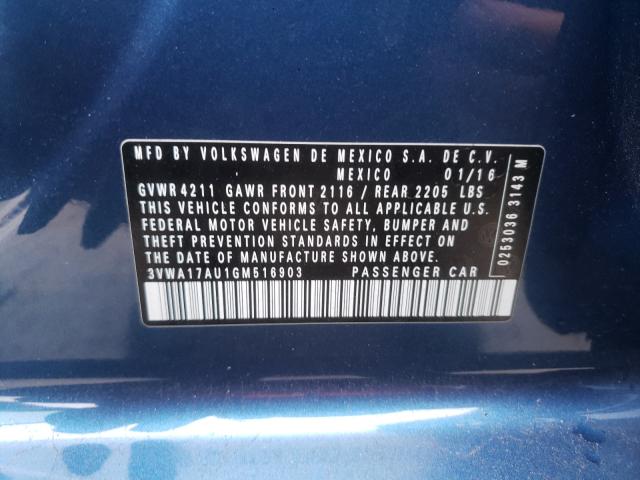 MFD BY VOLKSWAGEN DE MEXICO S.A. DE C.V.
MEXICO 01/16
GVWR 4211 GAWR FRONT 2116 / REAR 2205 LBS
THIS VEHICLE CONFORMS TO ALL APPLICABLE U.S.
FEDERAL MOTOR VEHICLE SAFETY, BUMPER AND
THEFT PREVENTION STANDARDS IN EFFECT ON
THE DATE OF MANUFACTURE SHOWN ABOVE.
3VWA17AU1GM516903 PASSENGER CAR
0253036 3143 M